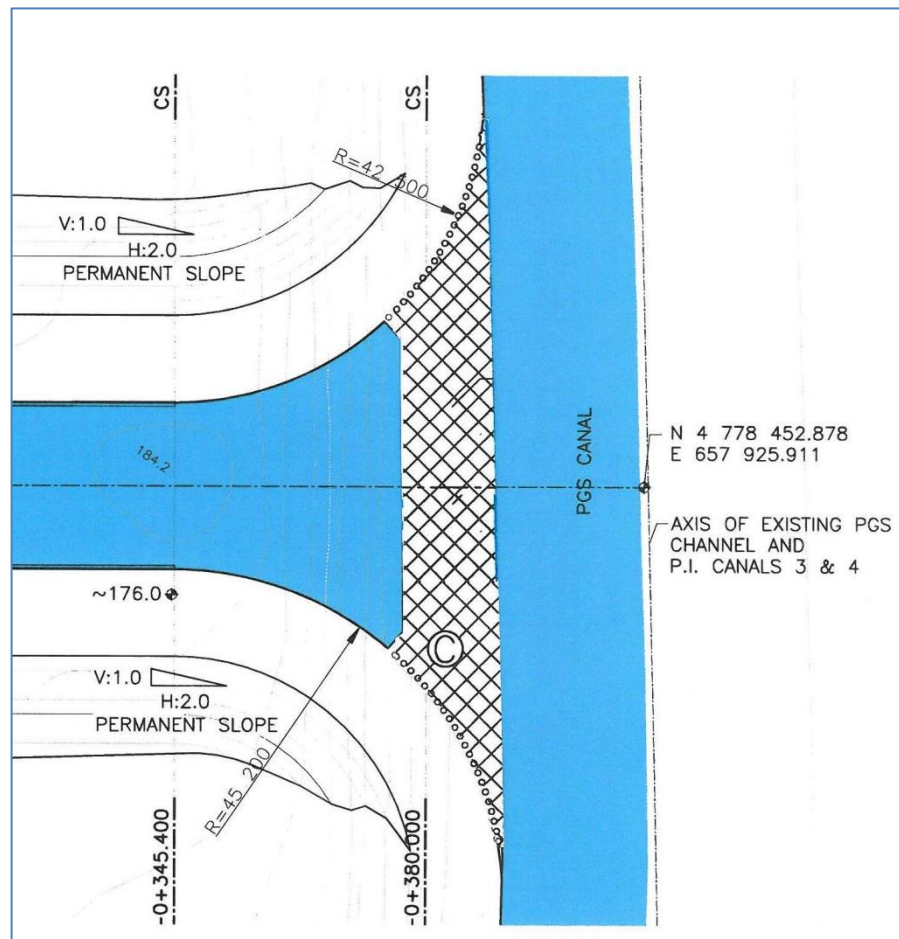 CS
CS
R=42 500
V:1.0
H:2.0
PERMANENT SLOPE
184.2
PGS CANAL
N 4 778 452.878
E 657 925.911
AXIS OF EXISTING PGS
CHANNEL AND
P.I. CANALS 3 & 4
~176.0
C
V:1.0
H:2.0
PERMANENT SLOPE
R=45 200
-0+345.400
-0+380.000